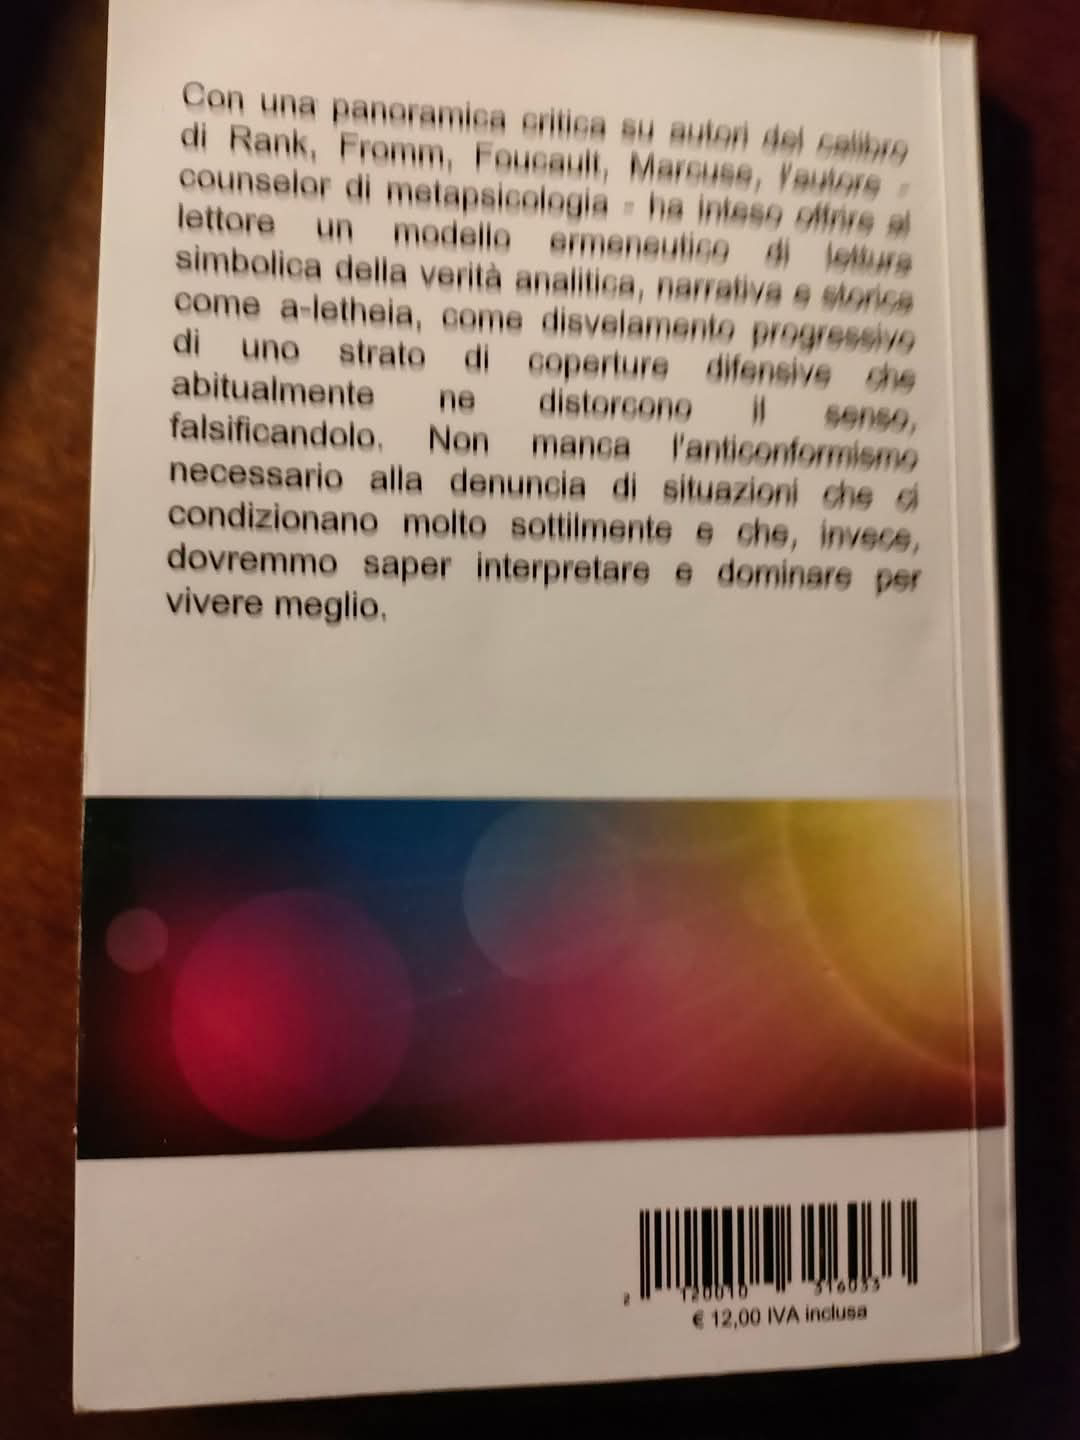 Con una panoramica critica su autori del calibro
di Rank, Fromm, Foucault, Marcuse, l'autore -
counselor di metapsicologia - ha inteso offrire al
lettore un modello ermeneutico di lettura
simbolica della verità analitica, narrativa e storica
come a-letheia, come disvelamento progressivo
di uno strato di coperture difensive che
abitualmente ne distorcono il senso,
falsificandolo. Non manca l'anticonformismo
necessario alla denuncia di situazioni che ci
condizionano molto sottilmente e che, invece,
dovremmo saper interpretare e dominare per
vivere meglio.
2 120010 316033
€ 12,00 IVA inclusa